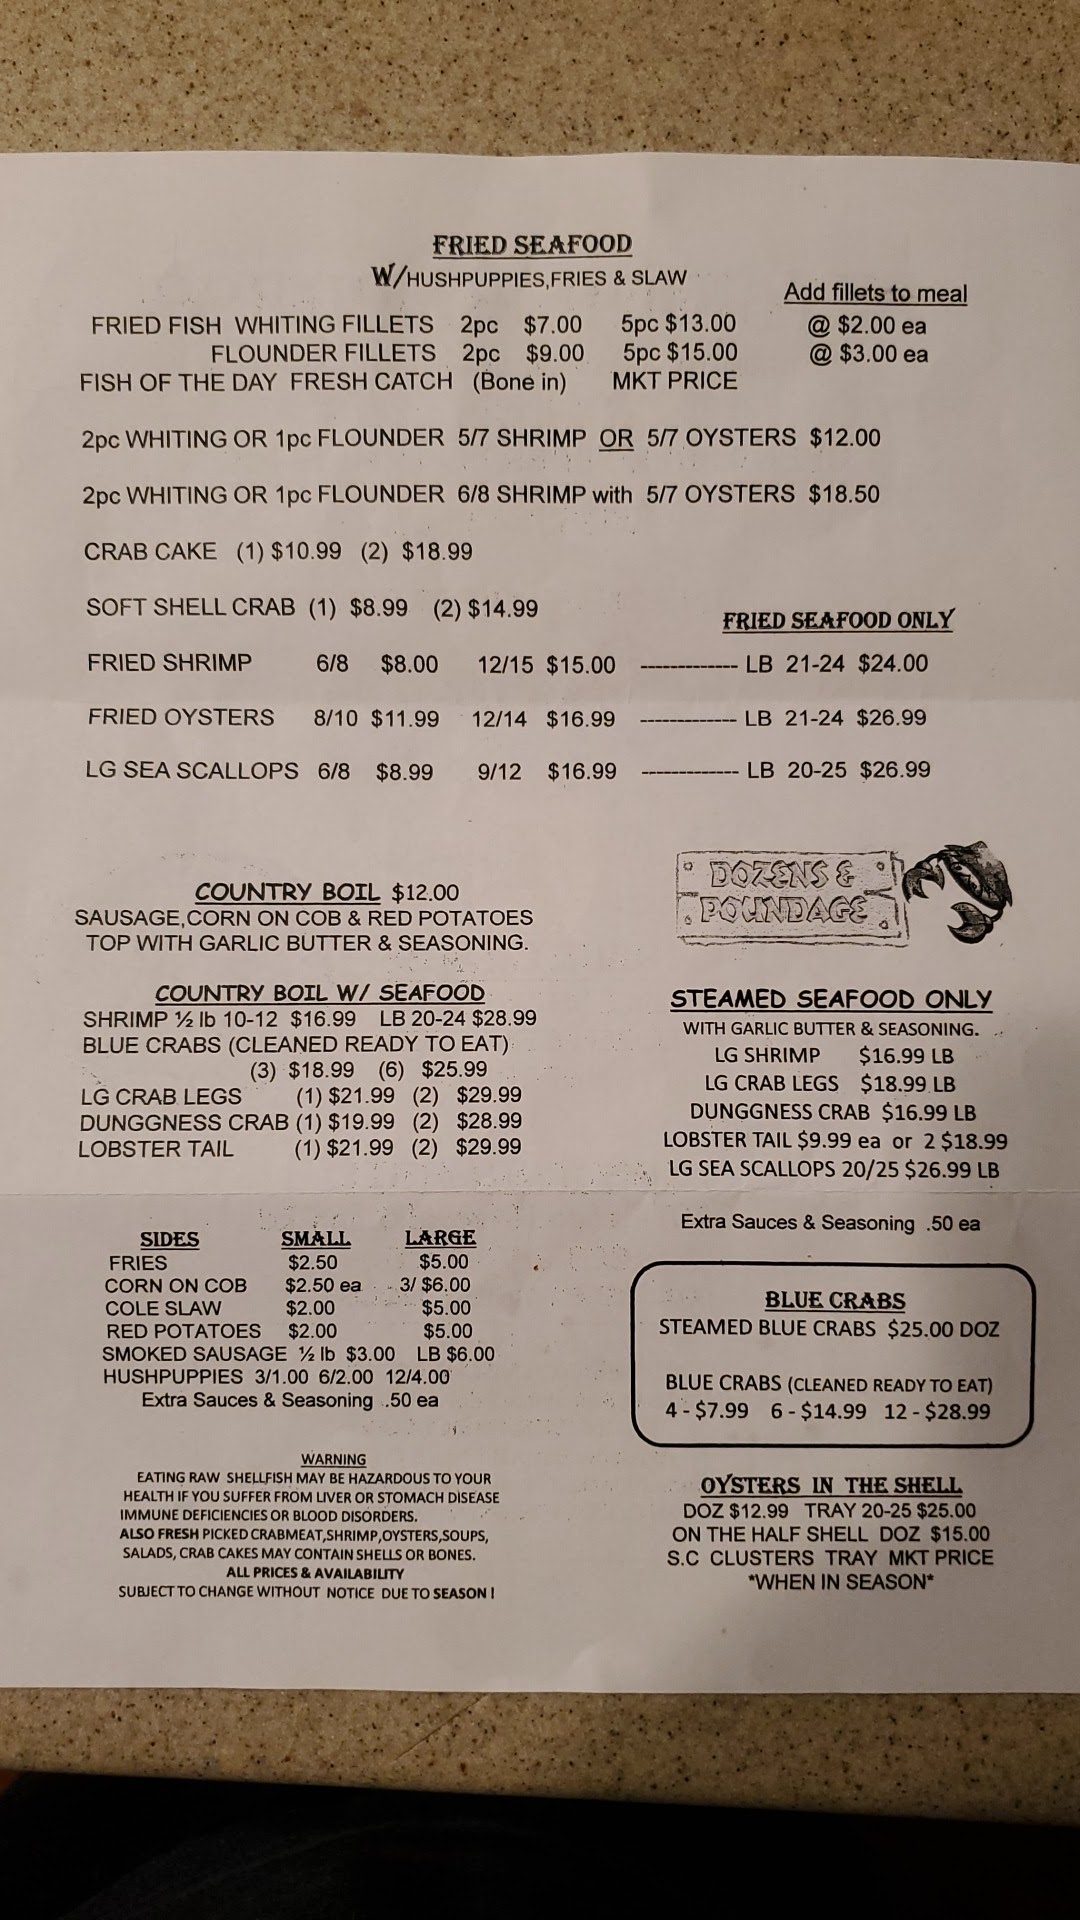 FRIED SEAFOOD
W/HUSHPUPPIES,FRIES & SLAW
Add fillets to meal
FRIED FISH WHITING FILLETS 2pc $7.00 5pc $13.00 @ $2.00 ea
FLOUNDER FILLETS 2pc $9.00 5pc $15.00 @ $3.00 ea
FISH OF THE DAY FRESH CATCH (Bone in) MKT PRICE
2pc WHITING OR 1pc FLOUNDER 5/7 SHRIMP OR 5/7 OYSTERS $12.00
2pc WHITING OR 1pc FLOUNDER 6/8 SHRIMP with 5/7 OYSTERS $18.50
CRAB CAKE (1) $10.99 (2) $18.99
SOFT SHELL CRAB (1) $8.99 (2) $14.99
FRIED SEAFOOD ONLY
FRIED SHRIMP 6/8 $8.00 12/15 $15.00 ------------- LB 21-24 $24.00
FRIED OYSTERS 8/10 $11.99 12/14 $16.99 ------------- LB 21-24 $26.99
LG SEA SCALLOPS 6/8 $8.99 9/12 $16.99 ------------- LB 20-25 $26.99
COUNTRY BOIL $12.00
SAUSAGE,CORN ON COB & RED POTATOES
TOP WITH GARLIC BUTTER & SEASONING.
COUNTRY BOIL W/ SEAFOOD
SHRIMP ½ lb 10-12 $16.99 LB 20-24 $28.99
BLUE CRABS (CLEANED READY TO EAT)
(3) $18.99 (6) $25.99
LG CRAB LEGS (1) $21.99 (2) $29.99
DUNGGNESS CRAB (1) $19.99 (2) $28.99
LOBSTER TAIL (1) $21.99 (2) $29.99
SIDES SMALL LARGE
FRIES $2.50 $5.00
CORN ON COB $2.50 ea 3/ $6.00
COLE SLAW $2.00 $5.00
RED POTATOES $2.00 $5.00
SMOKED SAUSAGE ½ lb $3.00 LB $6.00
HUSHPUPPIES 3/1.00 6/2.00 12/4.00
Extra Sauces & Seasoning .50 ea
WARNING
EATING RAW SHELLFISH MAY BE HAZARDOUS TO YOUR
HEALTH IF YOU SUFFER FROM LIVER OR STOMACH DISEASE
IMMUNE DEFICIENCIES OR BLOOD DISORDERS.
ALSO FRESH PICKED CRABMEAT,SHRIMP,OYSTERS,SOUPS,
SALADS, CRAB CAKES MAY CONTAIN SHELLS OR BONES.
ALL PRICES & AVAILABILITY
SUBJECT TO CHANGE WITHOUT NOTICE DUE TO SEASON !
DOZENS &
POUNDAGE
STEAMED SEAFOOD ONLY
WITH GARLIC BUTTER & SEASONING.
LG SHRIMP $16.99 LB
LG CRAB LEGS $18.99 LB
DUNGGNESS CRAB $16.99 LB
LOBSTER TAIL $9.99 ea or 2 $18.99
LG SEA SCALLOPS 20/25 $26.99 LB
Extra Sauces & Seasoning .50 ea
BLUE CRABS
STEAMED BLUE CRABS $25.00 DOZ
BLUE CRABS (CLEANED READY TO EAT)
4 - $7.99 6 - $14.99 12 - $28.99
OYSTERS IN THE SHELL
DOZ $12.99 TRAY 20-25 $25.00
ON THE HALF SHELL DOZ $15.00
S.C CLUSTERS TRAY MKT PRICE
*WHEN IN SEASON*